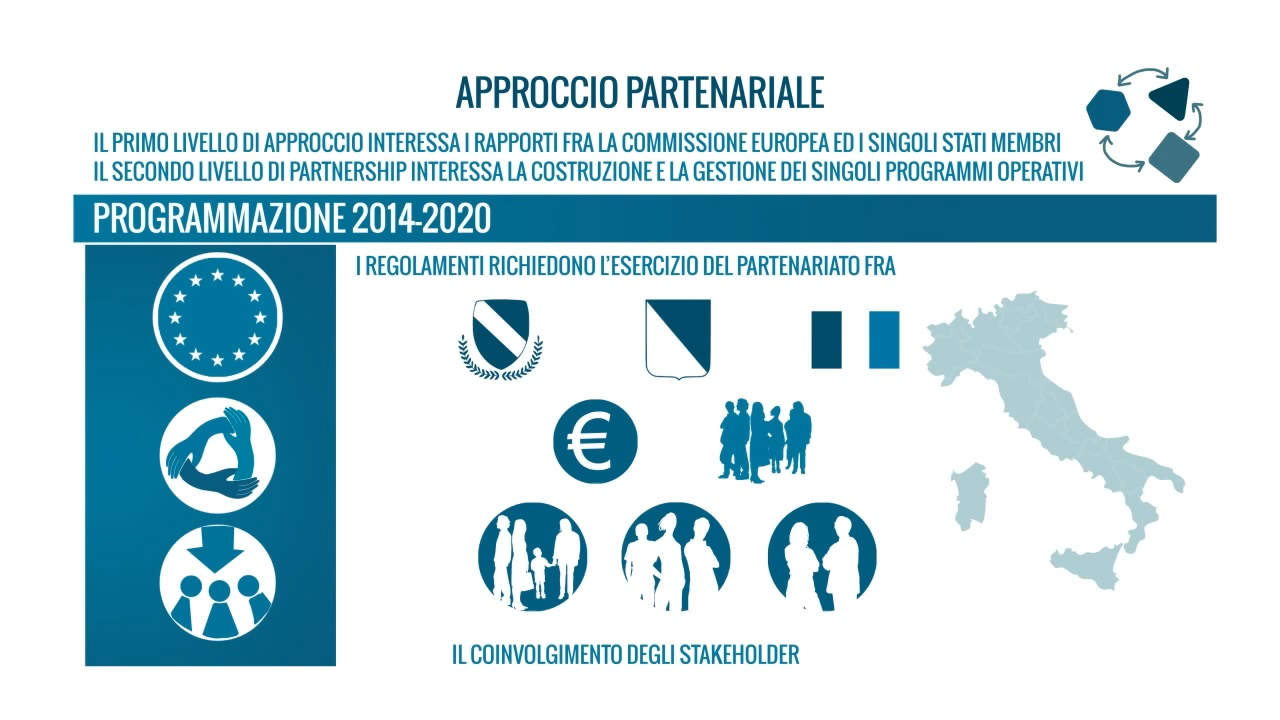 APPROCCIO PARTENARIALE
IL PRIMO LIVELLO DI APPROCCIO INTERESSA I RAPPORTI FRA LA COMMISSIONE EUROPEA ED I SINGOLI STATI MEMBRI
IL SECONDO LIVELLO DI PARTNERSHIP INTERESSA LA COSTRUZIONE E LA GESTIONE DEI SINGOLI PROGRAMMI OPERATIVI
PROGRAMMAZIONE 2014-2020
I REGOLAMENTI RICHIEDONO L'ESERCIZIO DEL PARTENARIATO FRA
€
IL COINVOLGIMENTO DEGLI STAKEHOLDER